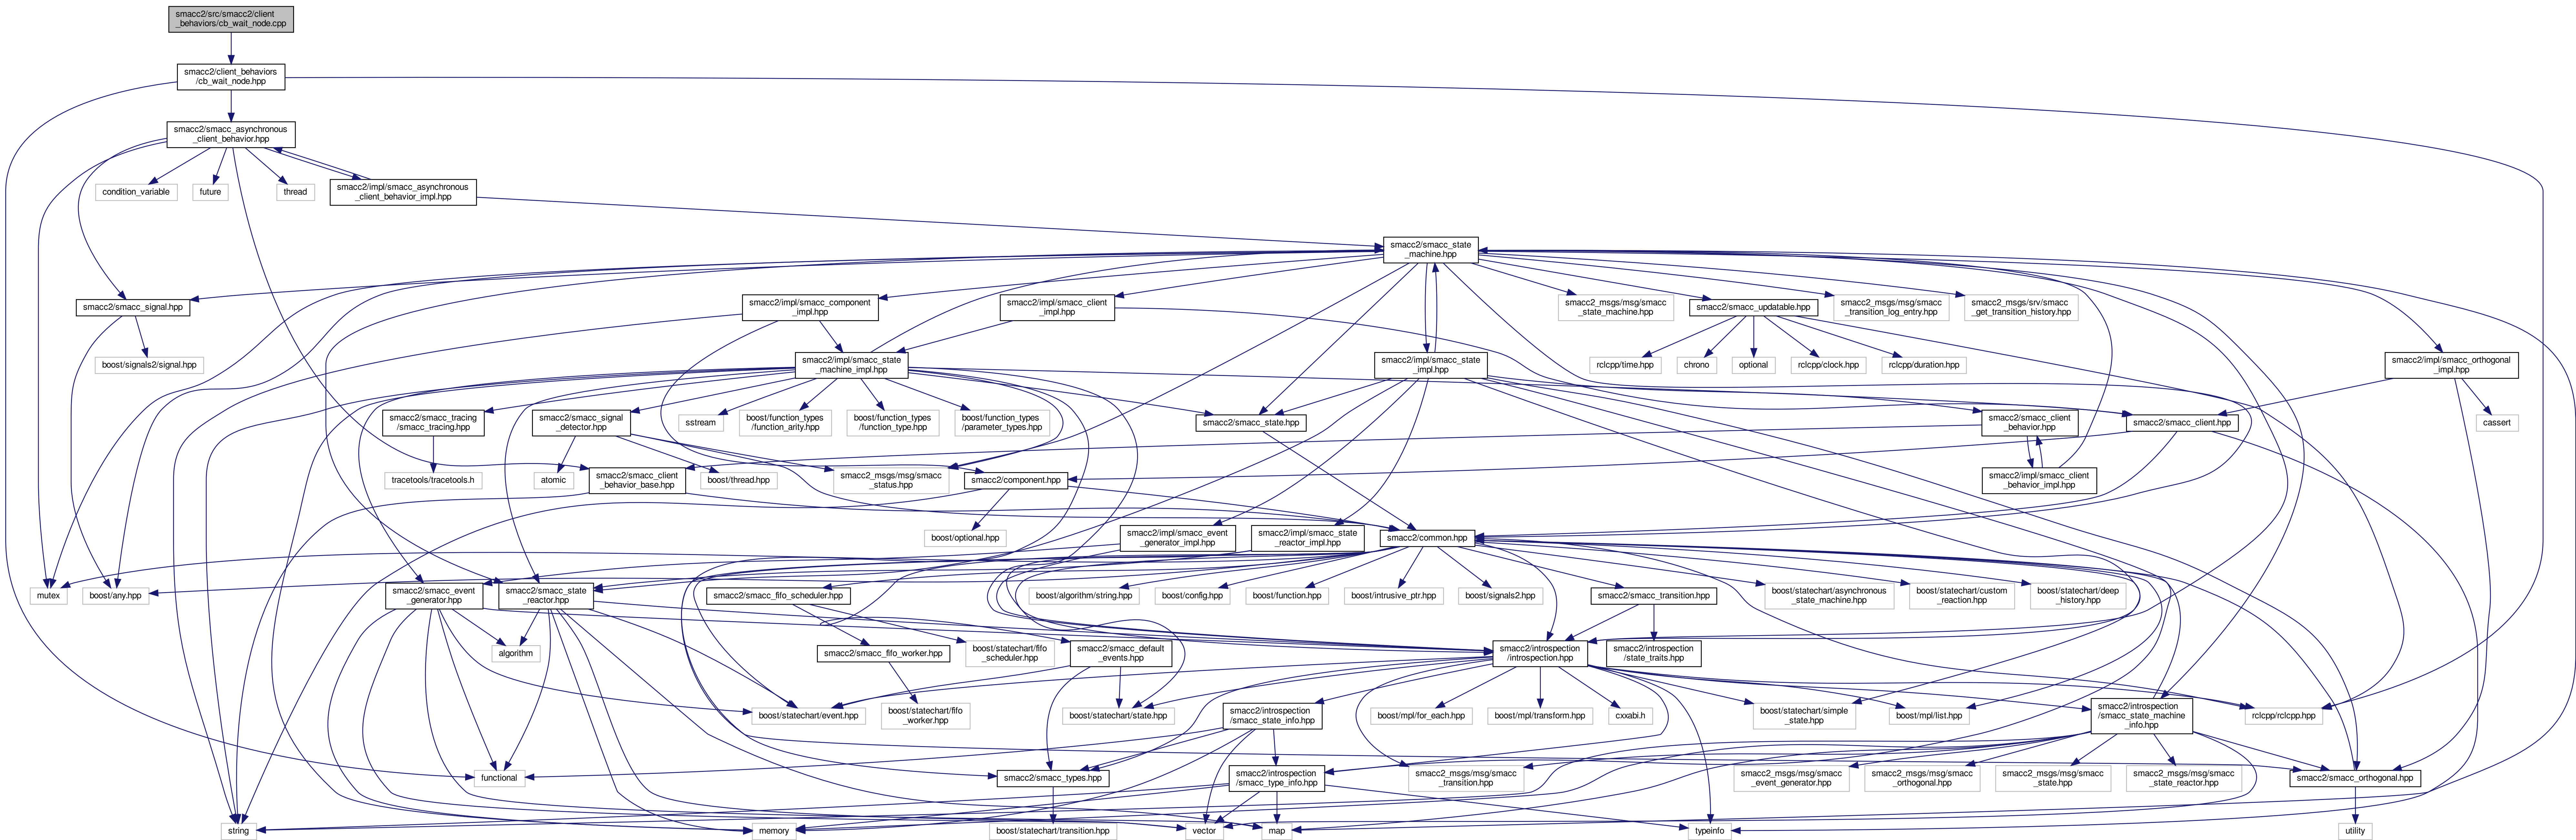 smacc2/src/smacc2/client
_behaviors/cb_wait_node.cpp
smacc2/client_behaviors
/cb_wait_node.hpp
smacc2/smacc_asynchronous
_client_behavior.hpp
condition_variable
future
thread
smacc2/impl/smacc_asynchronous
_client_behavior_impl.hpp
smacc2/smacc_state
_machine.hpp
smacc2/smacc_signal.hpp
smacc2/impl/smacc_component
_impl.hpp
smacc2/impl/smacc_client
_impl.hpp
smacc2_msgs/msg/smacc
_state_machine.hpp
smacc2/smacc_updatable.hpp
smacc2_msgs/msg/smacc
_transition_log_entry.hpp
smacc2_msgs/srv/smacc
_get_transition_history.hpp
boost/signals2/signal.hpp
smacc2/impl/smacc_state
_machine_impl.hpp
smacc2/impl/smacc_state
_impl.hpp
rclcpp/time.hpp
chrono
optional
rclcpp/clock.hpp
rclcpp/duration.hpp
smacc2/impl/smacc_orthogonal
_impl.hpp
smacc2/smacc_tracing
/smacc_tracing.hpp
smacc2/smacc_signal
_detector.hpp
sstream
boost/function_types
/function_arity.hpp
boost/function_types
/function_type.hpp
boost/function_types
/parameter_types.hpp
smacc2/smacc_state.hpp
smacc2/smacc_client
_behavior.hpp
smacc2/smacc_client.hpp
cassert
tracetools/tracetools.h
atomic
smacc2/smacc_client
_behavior_base.hpp
boost/thread.hpp
smacc2_msgs/msg/smacc
_status.hpp
smacc2/component.hpp
smacc2/impl/smacc_client
_behavior_impl.hpp
boost/optional.hpp
smacc2/impl/smacc_event
_generator_impl.hpp
smacc2/impl/smacc_state
_reactor_impl.hpp
smacc2/common.hpp
mutex
boost/any.hpp
smacc2/smacc_event
_generator.hpp
smacc2/smacc_state
_reactor.hpp
smacc2/smacc_fifo_scheduler.hpp
boost/algorithm/string.hpp
boost/config.hpp
boost/function.hpp
boost/intrusive_ptr.hpp
boost/signals2.hpp
smacc2/smacc_transition.hpp
boost/statechart/asynchronous
_state_machine.hpp
boost/statechart/custom
_reaction.hpp
boost/statechart/deep
_history.hpp
algorithm
smacc2/smacc_fifo_worker.hpp
boost/statechart/fifo
_scheduler.hpp
smacc2/smacc_default
_events.hpp
smacc2/introspection
/introspection.hpp
smacc2/introspection
/state_traits.hpp
boost/statechart/event.hpp
boost/statechart/fifo
_worker.hpp
boost/statechart/state.hpp
smacc2/introspection
/smacc_state_info.hpp
boost/mpl/for_each.hpp
boost/mpl/transform.hpp
cxxabi.h
boost/statechart/simple
_state.hpp
boost/mpl/list.hpp
smacc2/introspection
/smacc_state_machine
_info.hpp
rclcpp/rclcpp.hpp
functional
smacc2/smacc_types.hpp
smacc2/introspection
/smacc_type_info.hpp
smacc2_msgs/msg/smacc
_transition.hpp
smacc2_msgs/msg/smacc
_event_generator.hpp
smacc2_msgs/msg/smacc
_orthogonal.hpp
smacc2_msgs/msg/smacc
_state.hpp
smacc2_msgs/msg/smacc
_state_reactor.hpp
smacc2/smacc_orthogonal.hpp
string
memory
boost/statechart/transition.hpp
vector
map
typeinfo
utility